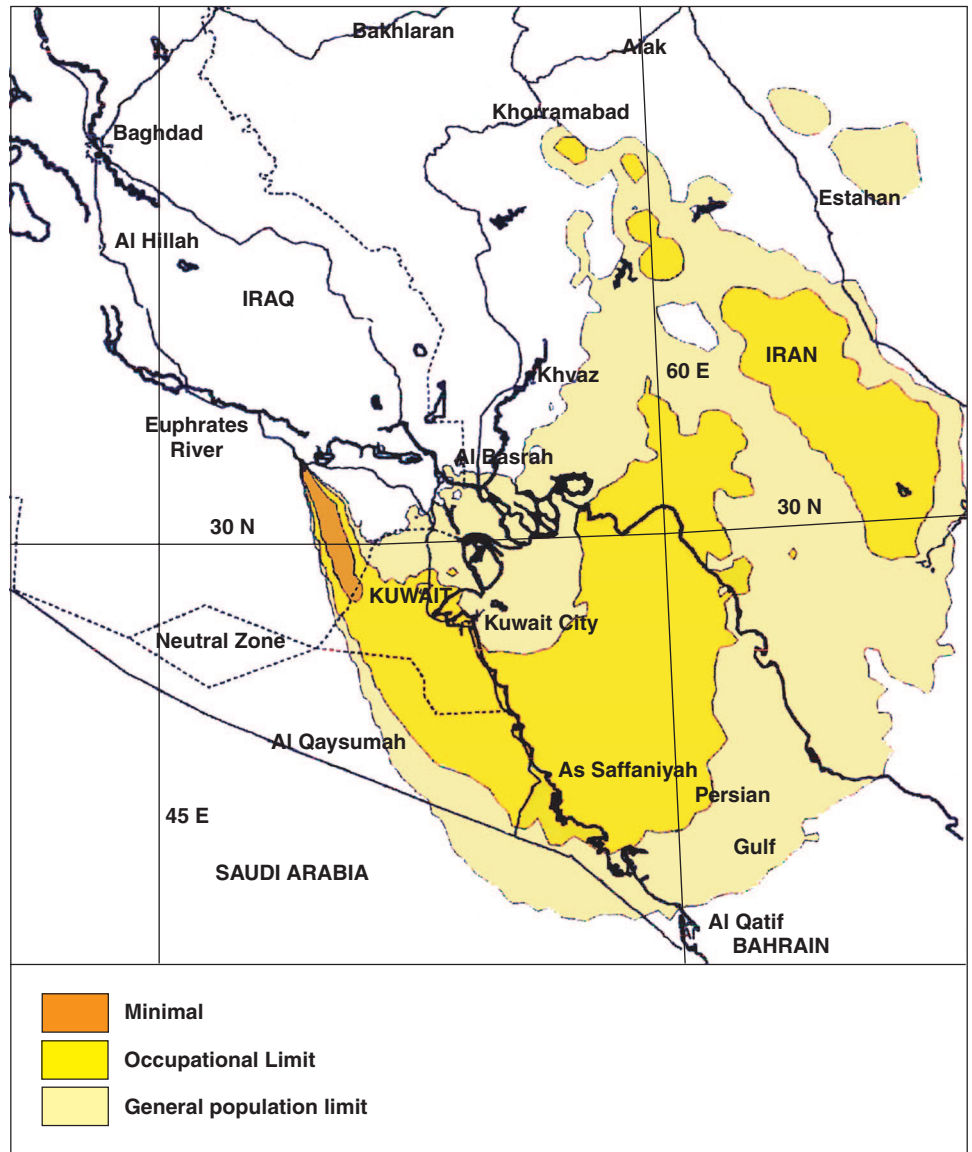 Bakhlaran
Alak
Khorramabad
Baghdad
Estahan
Al Hillah
IRAQ
IRAN
60 E
Khvaz
Euphrates
River
Al Basrah
30 N
30 N
KUWAIT
Kuwait City
Neutral Zone
Al Qaysumah
As Saffaniyah
Persian
45 E
Gulf
SAUDI ARABIA
Al Qatif
BAHRAIN
Minimal
Occupational Limit
General population limit